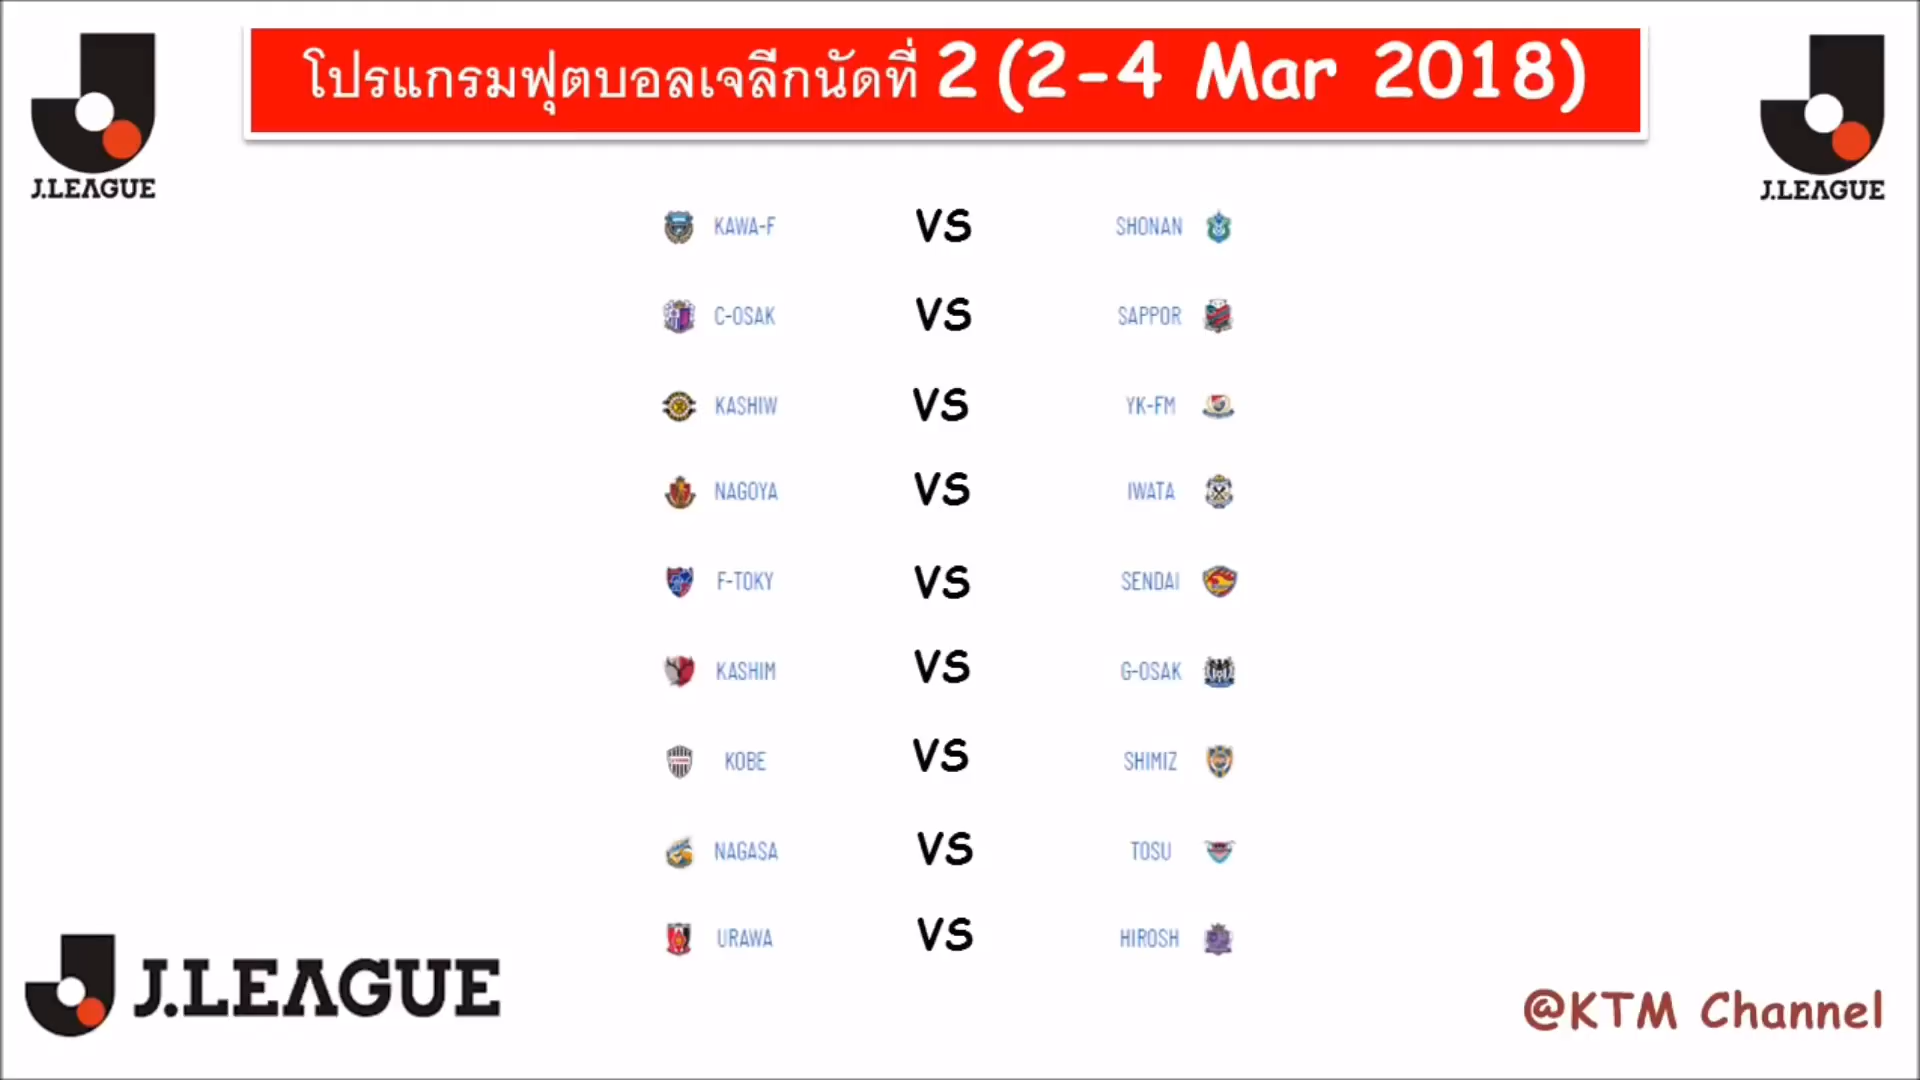 โปรแกรมฟุตบอลเจลีกนัดที่ 2 (2-4 Mar 2018)
J.LEAGUE
J.LEAGUE
KAWA-F VS SHONAN
C-OSAK VS SAPPOR
KASHIW VS YK-FM
NAGOYA VS IWATA
F-TOKY VS SENDAI
KASHIM VS G-OSAK
KOBE VS SHIMIZ
NAGASA VS TOSU
URAWA VS HIROSH
J.LEAGUE
@KTM Channel